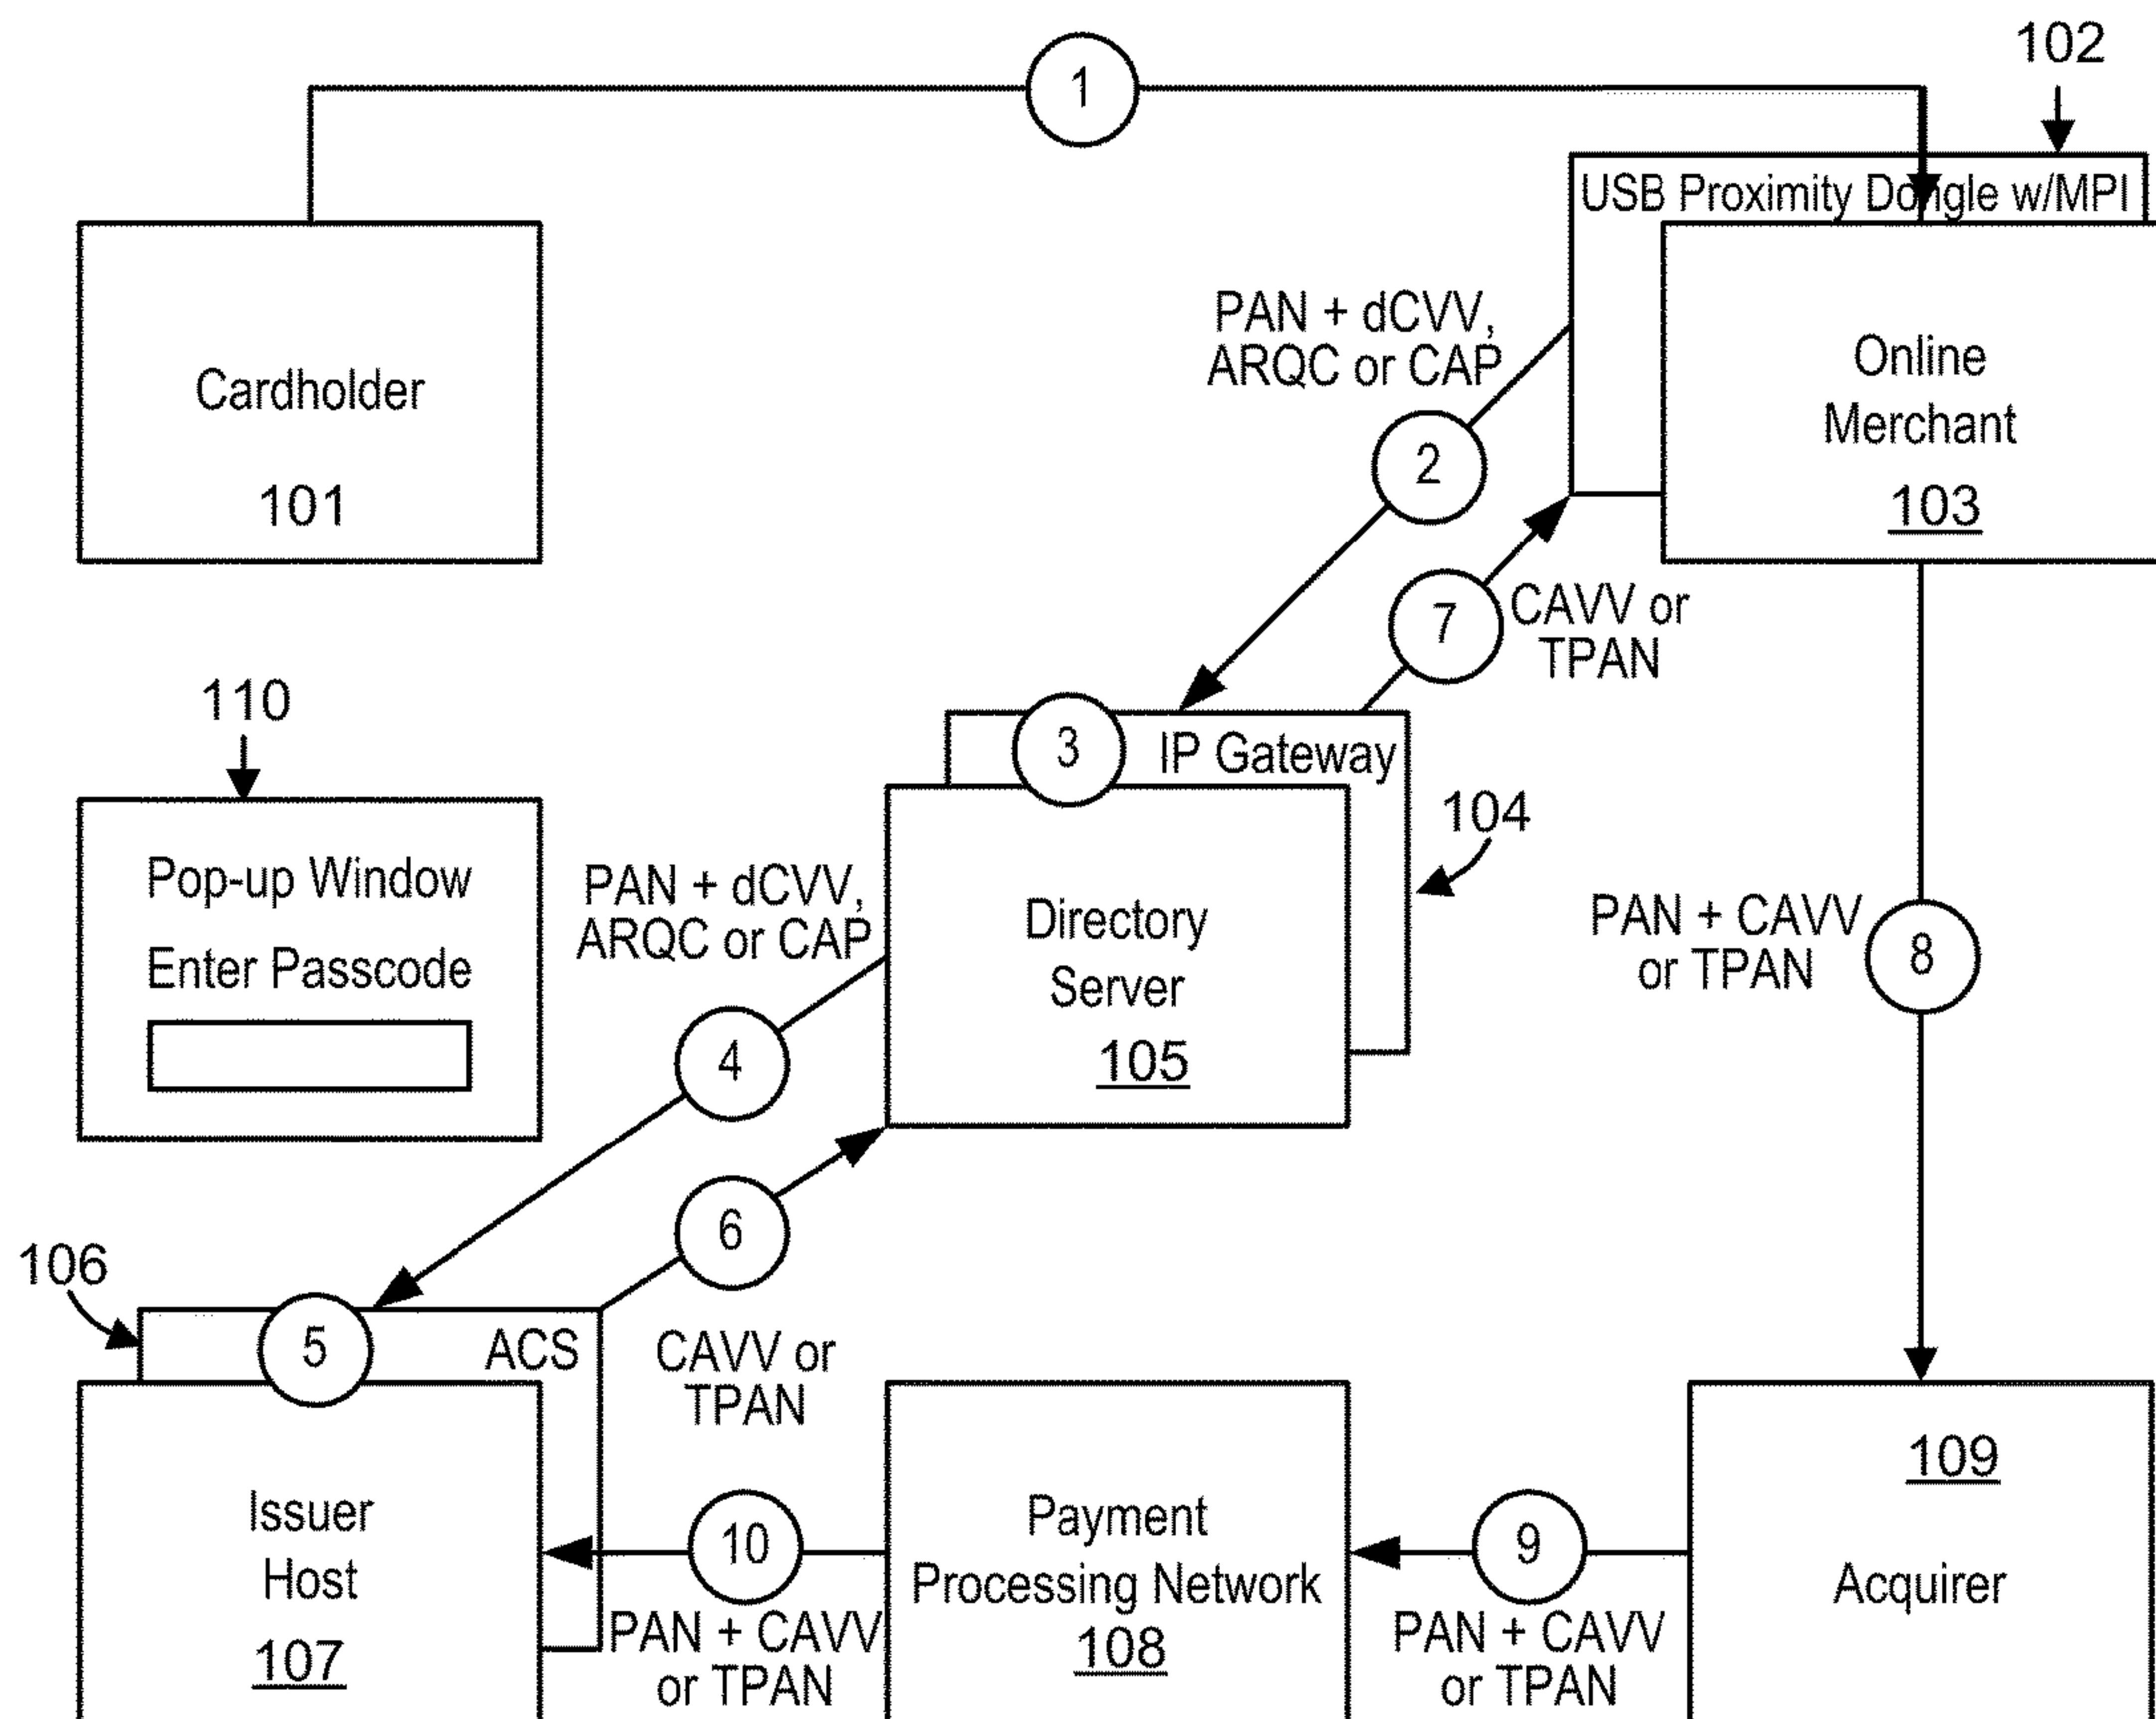 1
102
USB Proximity Dongle w/MPI
Cardholder
101
Online
Merchant
103
PAN + dCVV,
ARQC or CAP
2
7
CAVV or
TPAN
110
Pop-up Window
Enter Passcode
3
IP Gateway
104
Directory
Server
105
PAN + dCVV,
ARQC or CAP
4
6
PAN + CAVV
or TPAN
8
106
5
ACS
CAVV or
TPAN
Issuer
Host
107
10
PAN + CAVV
or TPAN
Payment
Processing Network
108
9
PAN + CAVV
or TPAN
109
Acquirer